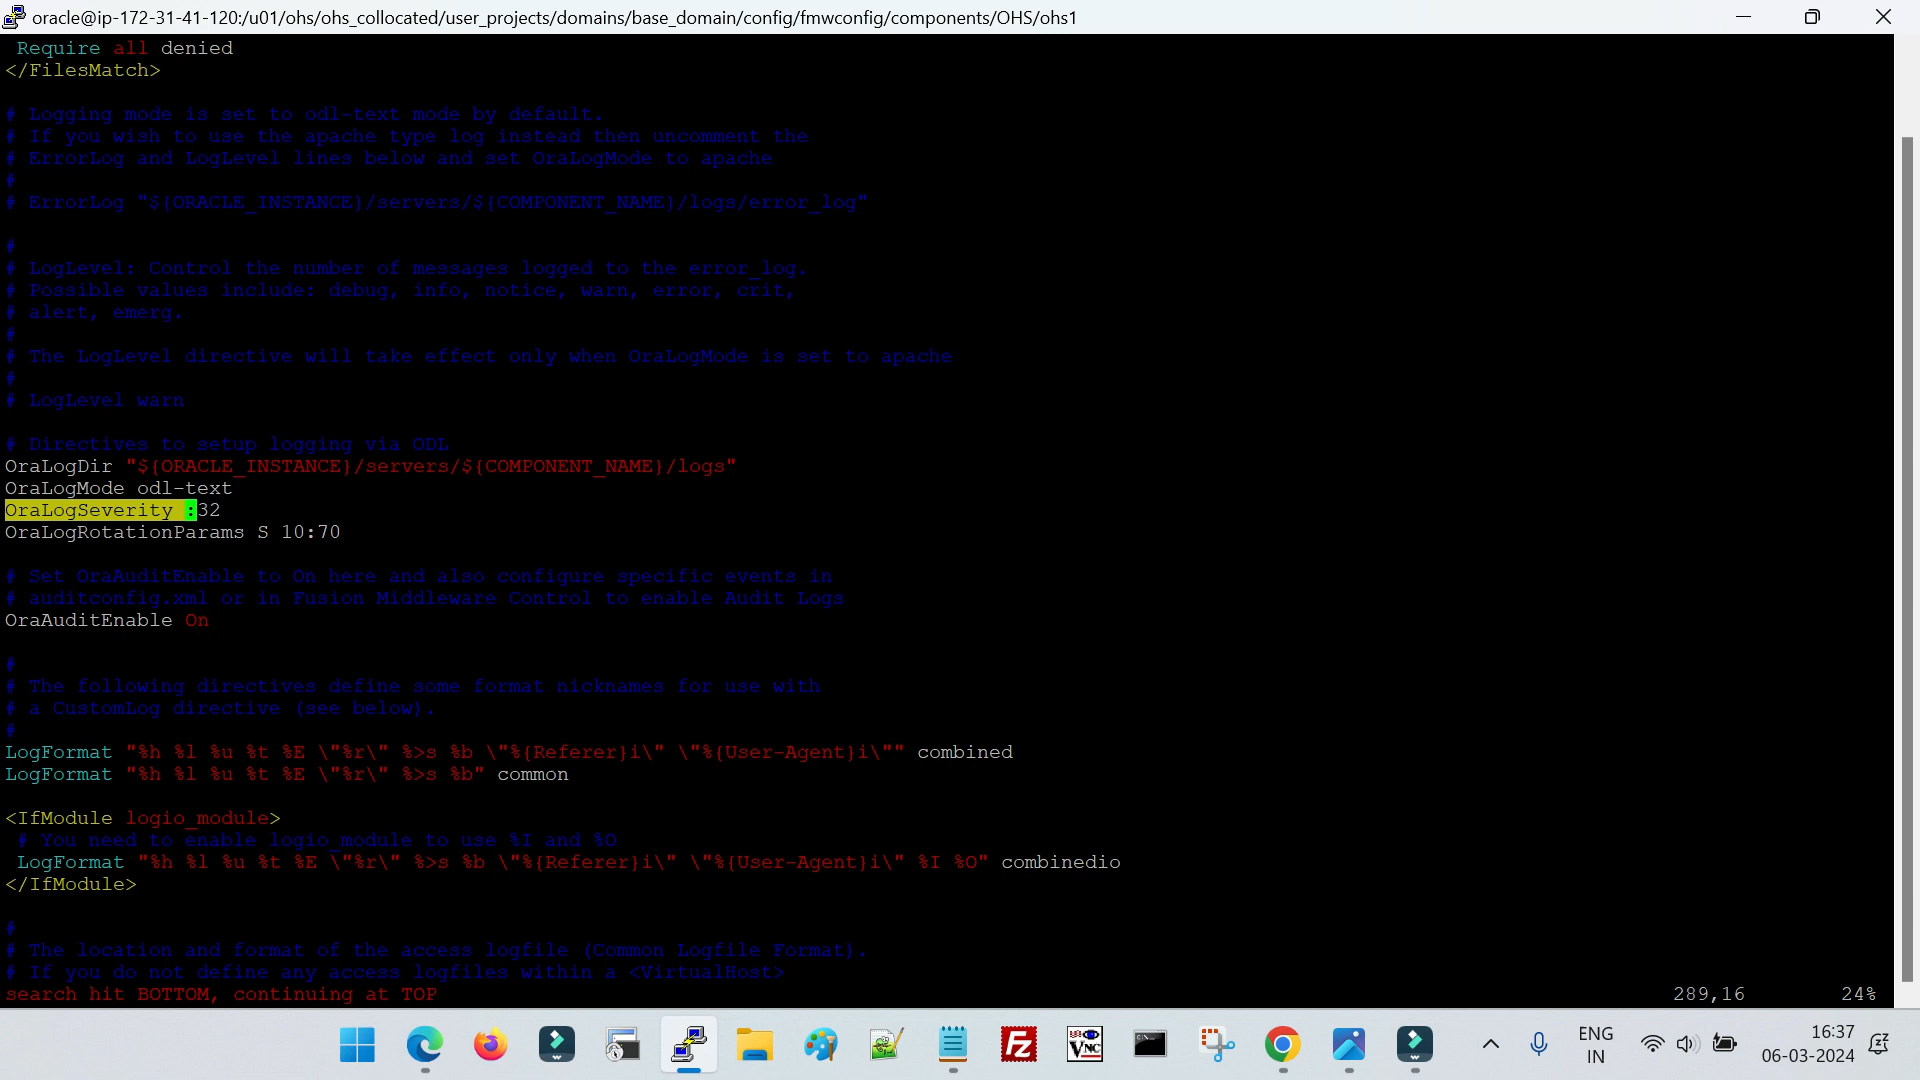 oracle@ip-172-31-41-120:/u01/ohs/ohs_collocated/user_projects/domains/base_domain/config/fmwconfig/components/OHS/ohs1
Require all denied
</FilesMatch>
# Logging mode is set to odl-text mode by default.
# If you wish to use the apache type log instead then uncomment the
# ErrorLog and LogLevel lines below and set OraLogMode to apache
#
# ErrorLog "${ORACLE_INSTANCE}/servers/${COMPONENT_NAME}/logs/error_log"
#
# LogLevel: Control the number of messages logged to the error_log.
# Possible values include: debug, info, notice, warn, error, crit,
# alert, emerg.
#
# The LogLevel directive will take effect only when OraLogMode is set to apache
#
# LogLevel warn
# Directives to setup logging via ODL
OraLogDir "${ORACLE_INSTANCE}/servers/${COMPONENT_NAME}/logs"
OraLogMode odl-text
OraLogSeverity :32
OraLogRotationParams S 10:70
# Set OraAuditEnable to On here and also configure specific events in
# auditconfig.xml or in Fusion Middleware Control to enable Audit Logs
OraAuditEnable On
#
# The following directives define some format nicknames for use with
# a CustomLog directive (see below).
#
LogFormat "%h %l %u %t %E \"%r\" %>s %b \"%{Referer}i\" \"%{User-Agent}i\"" combined
LogFormat "%h %l %u %t %E \"%r\" %>s %b" common
<IfModule logio_module>
# You need to enable logio_module to use %I and %O
LogFormat "%h %l %u %t %E \"%r\" %>s %b \"%{Referer}i\" \"%{User-Agent}i\" %I %O" combinedio
</IfModule>
#
# The location and format of the access logfile (Common Logfile Format).
# If you do not define any access logfiles within a <VirtualHost>
search hit BOTTOM, continuing at TOP 289,16 24%
ENG
IN
16:37
06-03-2024